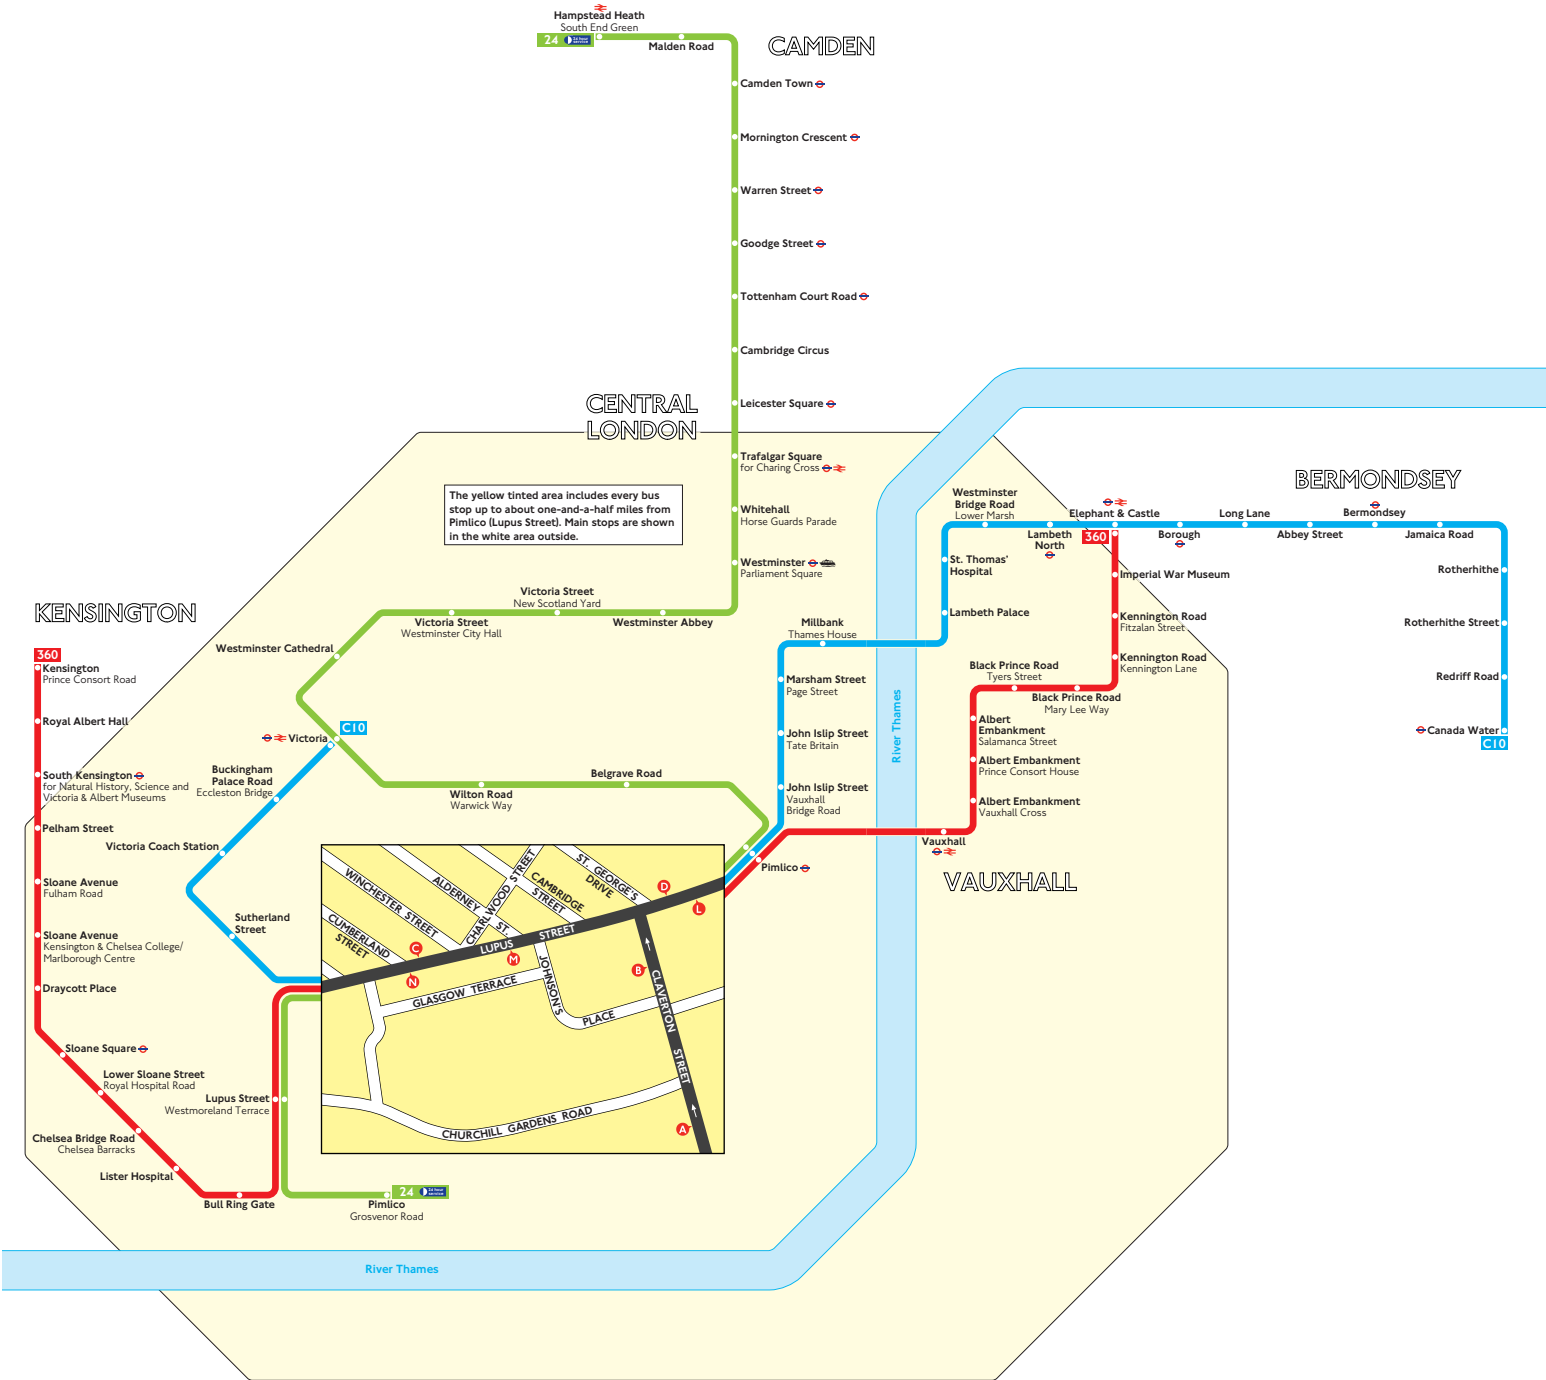 Hampstead Heath
South End Green
24
24 hour
service
Malden Road
CAMDEN
Camden Town
Mornington Crescent
Warren Street
Goodge Street
Tottenham Court Road
Cambridge Circus
CENTRAL
LONDON
Leicester Square
Trafalgar Square
for Charing Cross
The yellow tinted area includes every bus
stop up to about one-and-a-half miles from
Pimlico (Lupus Street). Main stops are shown
in the white area outside.
Whitehall
Horse Guards Parade
Westminster
Parliament Square
Victoria Street
New Scotland Yard
Victoria Street
Westminster City Hall
Westminster Abbey
Westminster Cathedral
KENSINGTON
360
Kensington
Prince Consort Road
Royal Albert Hall
South Kensington
for Natural History, Science and
Victoria & Albert Museums
Pelham Street
Sloane Avenue
Fulham Road
Sloane Avenue
Kensington & Chelsea College/
Marlborough Centre
Draycott Place
Sloane Square
Lower Sloane Street
Royal Hospital Road
Chelsea Bridge Road
Chelsea Barracks
Lister Hospital
Bull Ring Gate
Lupus Street
Westmoreland Terrace
Pimlico
Grosvenor Road
24
24 hour
service
C10
Victoria
Buckingham
Palace Road
Eccleston Bridge
Victoria Coach Station
Sutherland
Street
Wilton Road
Warwick Way
Belgrave Road
Pimlico
Millbank
Thames House
Marsham Street
Page Street
John Islip Street
Tate Britain
John Islip Street
Vauxhall
Bridge Road
River Thames
Westminster
Bridge Road
Lower Marsh
St. Thomas'
Hospital
Lambeth Palace
Lambeth
North
Elephant & Castle
360
Borough
Long Lane
Abbey Street
BERMONDSEY
Bermondsey
Jamaica Road
Rotherhithe
Rotherhithe Street
Redriff Road
Canada Water
C10
Imperial War Museum
Kennington Road
Fitzalan Street
Kennington Road
Kennington Lane
Black Prince Road
Tyers Street
Black Prince Road
Mary Lee Way
Albert
Embankment
Salamanca Street
Albert Embankment
Prince Consort House
Albert Embankment
Vauxhall Cross
Vauxhall
VAUXHALL
WINCHESTER STREET
ALDERNEY
ST.
CHARLWOOD STREET
CAMBRIDGE
STREET
ST. GEORGE'S
DRIVE
CUMBERLAND
STREET
LUPUS STREET
GLASGOW TERRACE
JOHNSON'S
PLACE
CLAVERTON STREET
CHURCHILL GARDENS ROAD
D
L
C
M
N
B
A
River Thames